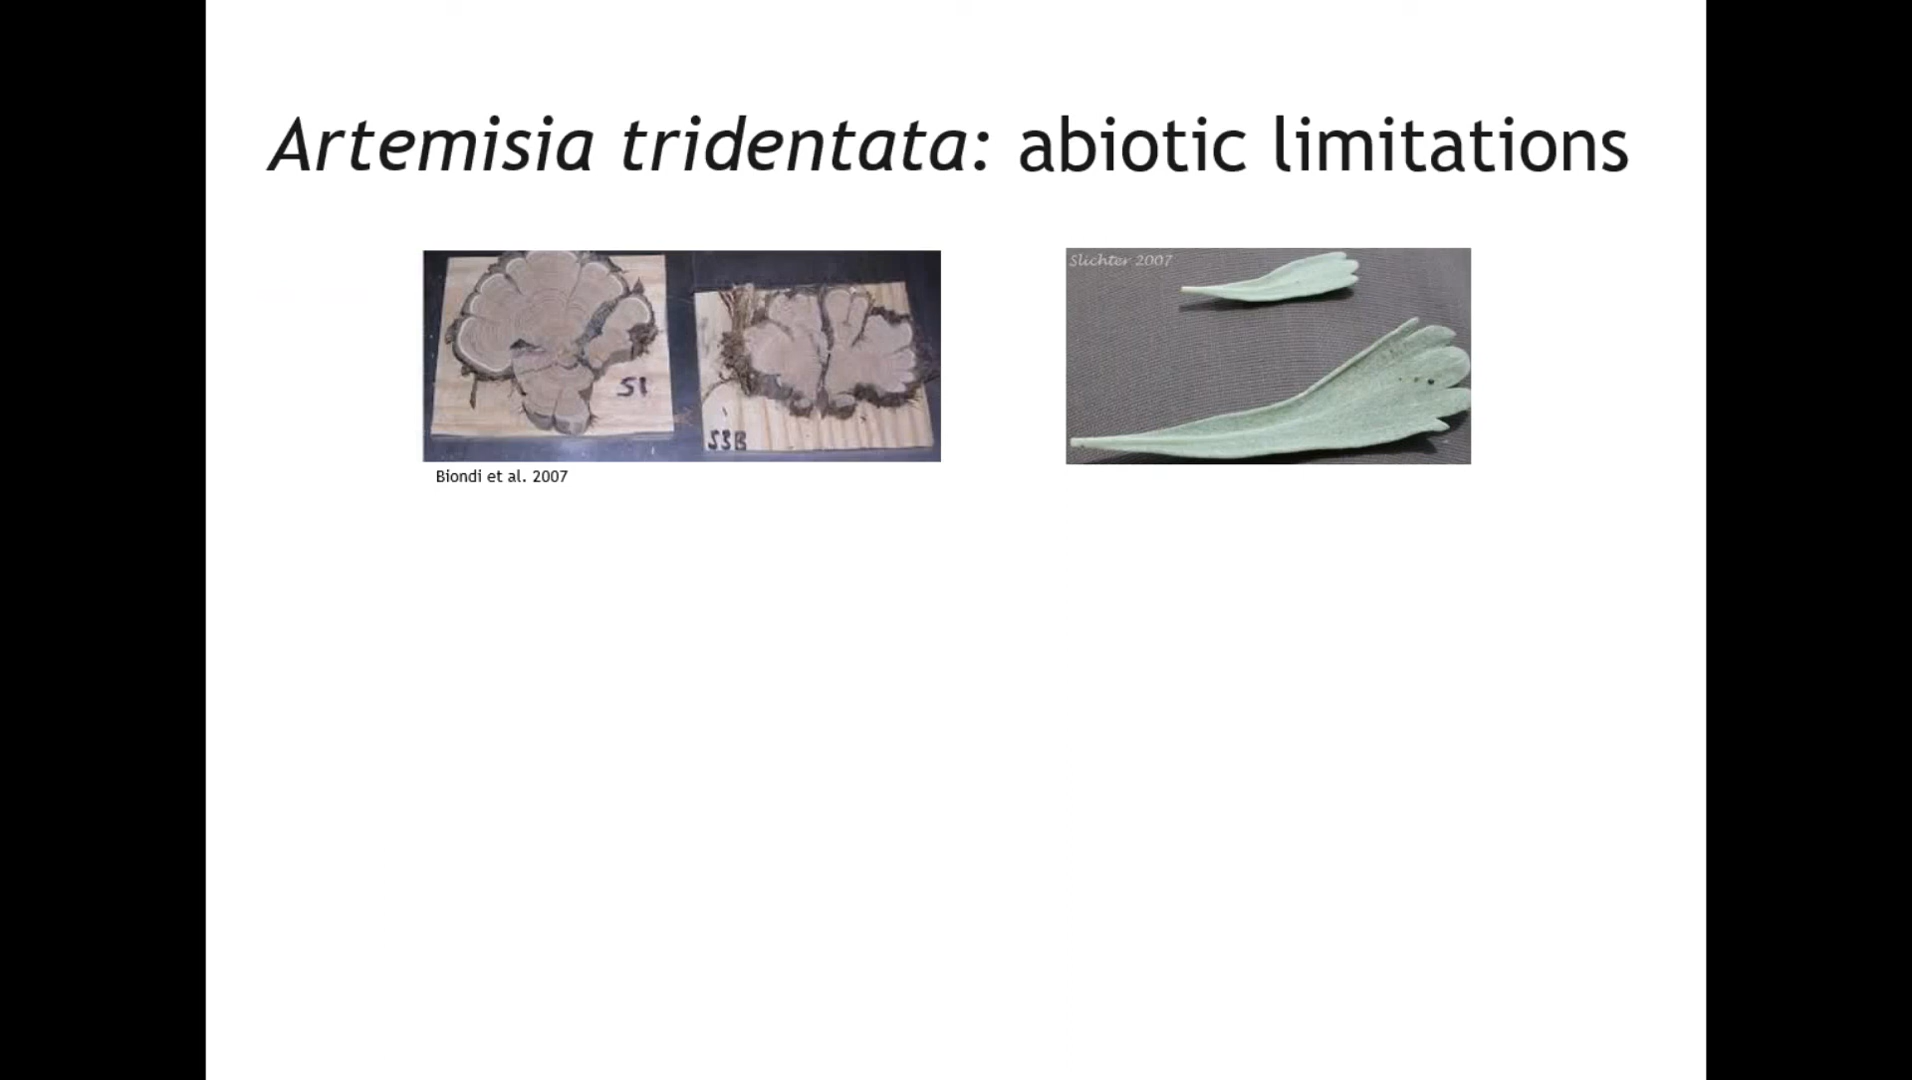 Artemisia tridentata: abiotic limitations
S1
S3B
Slichter 2007
Biondi et al. 2007